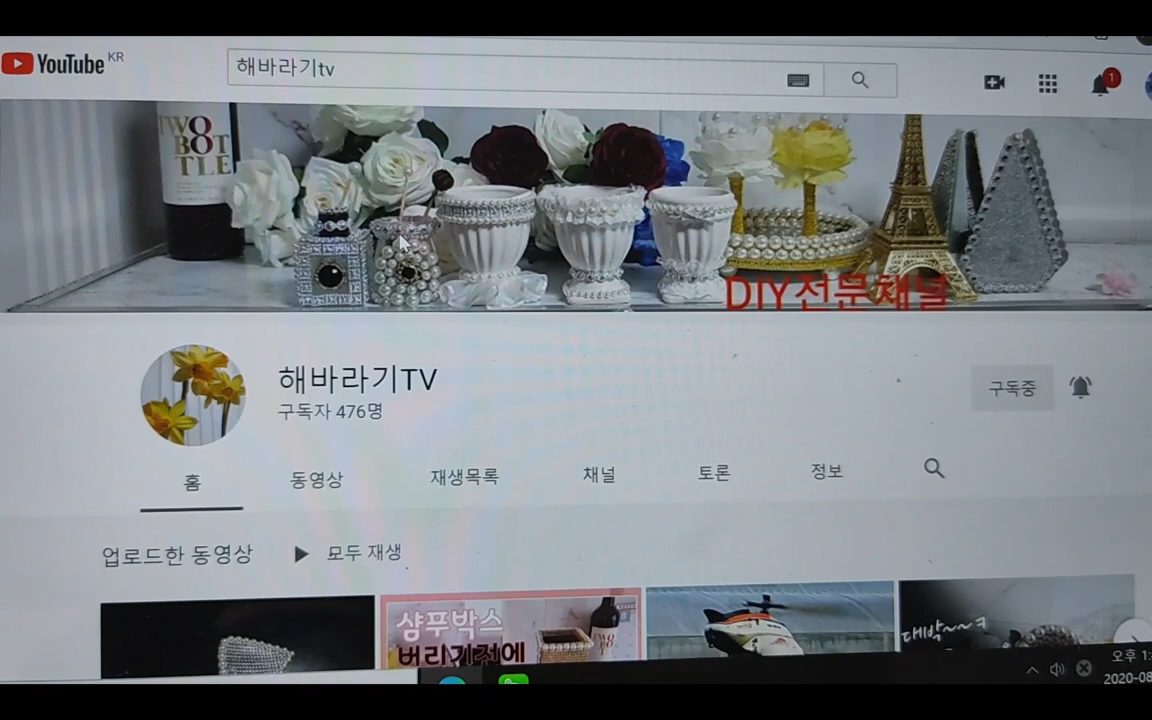 YouTube KR
해바라기tv
1
TWO
8
BOT
TLE
DIY전문채널
해바라기TV
구독자 476명
구독중
홈
동영상
재생목록
채널
토론
정보
업로드한 동영상
모두 재생
샴푸박스
버리기전에
대박~~ㅋ
오후 1:
2020-08